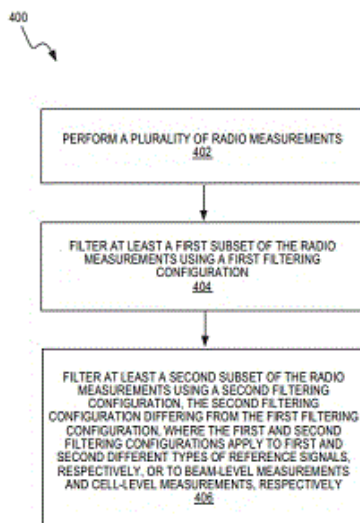 400
PERFORM A PLURALITY OF RADIO MEASUREMENTS
402
FILTER AT LEAST A FIRST SUBSET OF THE RADIO
MEASUREMENTS USING A FIRST FILTERING
CONFIGURATION
404
FILTER AT LEAST A SECOND SUBSET OF THE RADIO
MEASUREMENTS USING A SECOND FILTERING
CONFIGURATION, THE SECOND FILTERING
CONFIGURATION DIFFERING FROM THE FIRST FILTERING
CONFIGURATION, WHERE THE FIRST AND SECOND
FILTERING CONFIGURATIONS APPLY TO FIRST AND
SECOND DIFFERENT TYPES OF REFERENCE SIGNALS,
RESPECTIVELY, OR TO BEAM-LEVEL MEASUREMENTS
AND CELL-LEVEL MEASUREMENTS, RESPECTIVELY
406